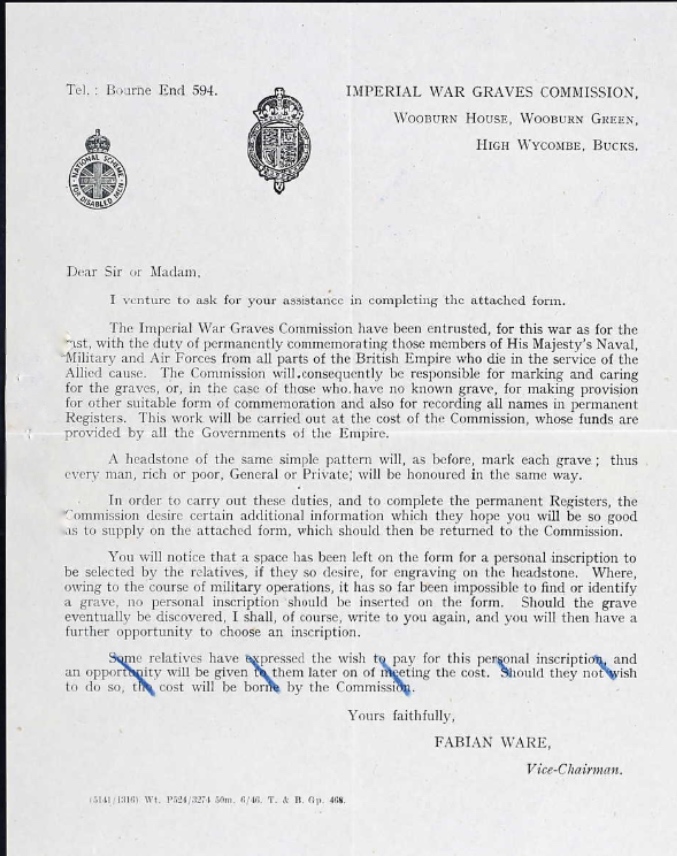 Tel. : Bourne End 594.
IMPERIAL WAR GRAVES COMMISSION,
WOOBURN HOUSE, WOOBURN GREEN,
HIGH WYCOMBE, BUCKS.
NATIONAL SCHEME
FOR DISABLED MEN
Dear Sir or Madam,
I venture to ask for your assistance in completing the attached form.
The Imperial War Graves Commission have been entrusted, for this war as for the
last, with the duty of permanently commemorating those members of His Majesty's Naval,
Military and Air Forces from all parts of the British Empire who die in the service of the
Allied cause. The Commission will consequently be responsible for marking and caring
for the graves, or, in the case of those who have no known grave, for making provision
for other suitable form of commemoration and also for recording all names in permanent
Registers. This work will be carried out at the cost of the Commission, whose funds are
provided by all the Governments of the Empire.
A headstone of the same simple pattern will, as before, mark each grave ; thus
every man, rich or poor, General or Private, will be honoured in the same way.
In order to carry out these duties, and to complete the permanent Registers, the
Commission desire certain additional information which they hope you will be so good
as to supply on the attached form, which should then be returned to the Commission.
You will notice that a space has been left on the form for a personal inscription to
be selected by the relatives, if they so desire, for engraving on the headstone. Where,
owing to the course of military operations, it has so far been impossible to find or identify
a grave, no personal inscription should be inserted on the form. Should the grave
eventually be discovered, I shall, of course, write to you again, and you will then have a
further opportunity to choose an inscription.
Some relatives have expressed the wish to pay for this personal inscription, and
an opportunity will be given to them later on of meeting the cost. Should they not wish
to do so, the cost will be borne by the Commission.
Yours faithfully,
FABIAN WARE,
Vice-Chairman.
(5141/1316) Wt. P524/3274 50m. 6/46. T. & B. Gp. 468.